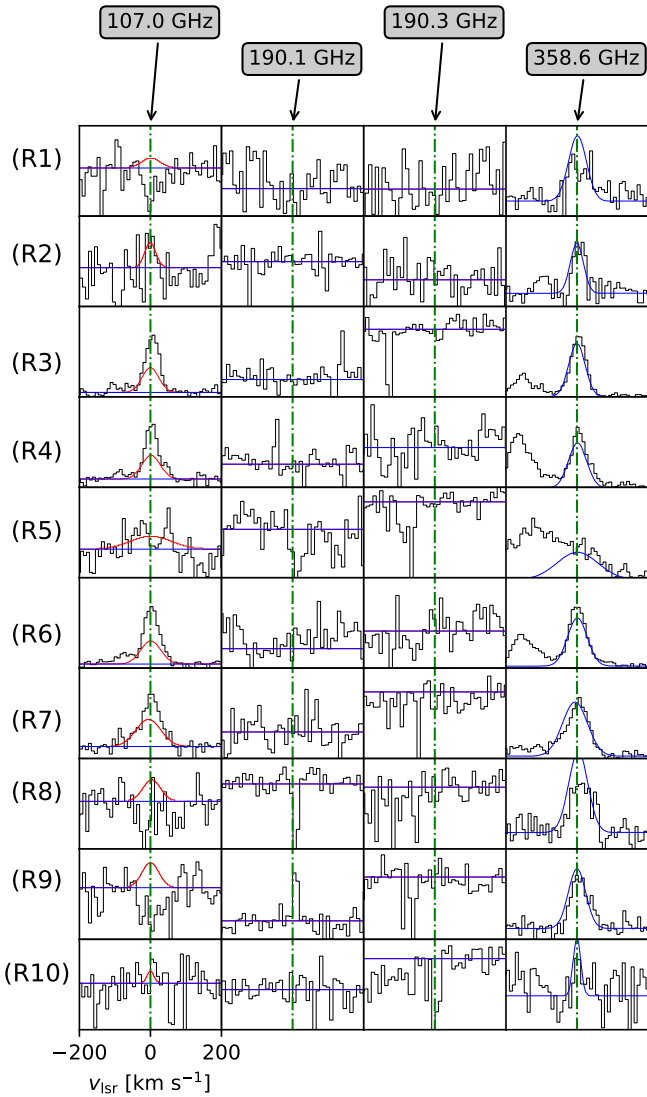 107.0 GHz
190.1 GHz
190.3 GHz
358.6 GHz
(R1)
(R2)
(R3)
(R4)
(R5)
(R6)
(R7)
(R8)
(R9)
(R10)
−200 0 200
v_lsr [km s⁻¹]